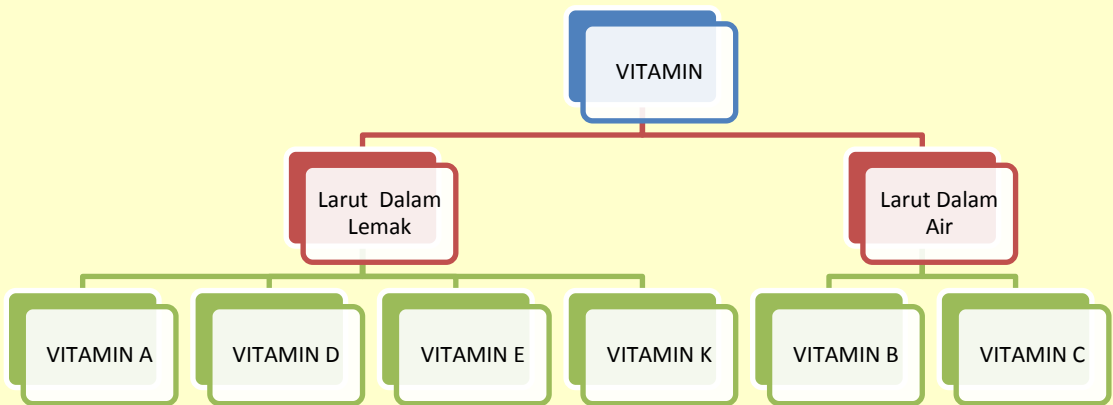 VITAMIN
Larut Dalam
Lemak
Larut Dalam
Air
VITAMIN A
VITAMIN D
VITAMIN E
VITAMIN K
VITAMIN B
VITAMIN C